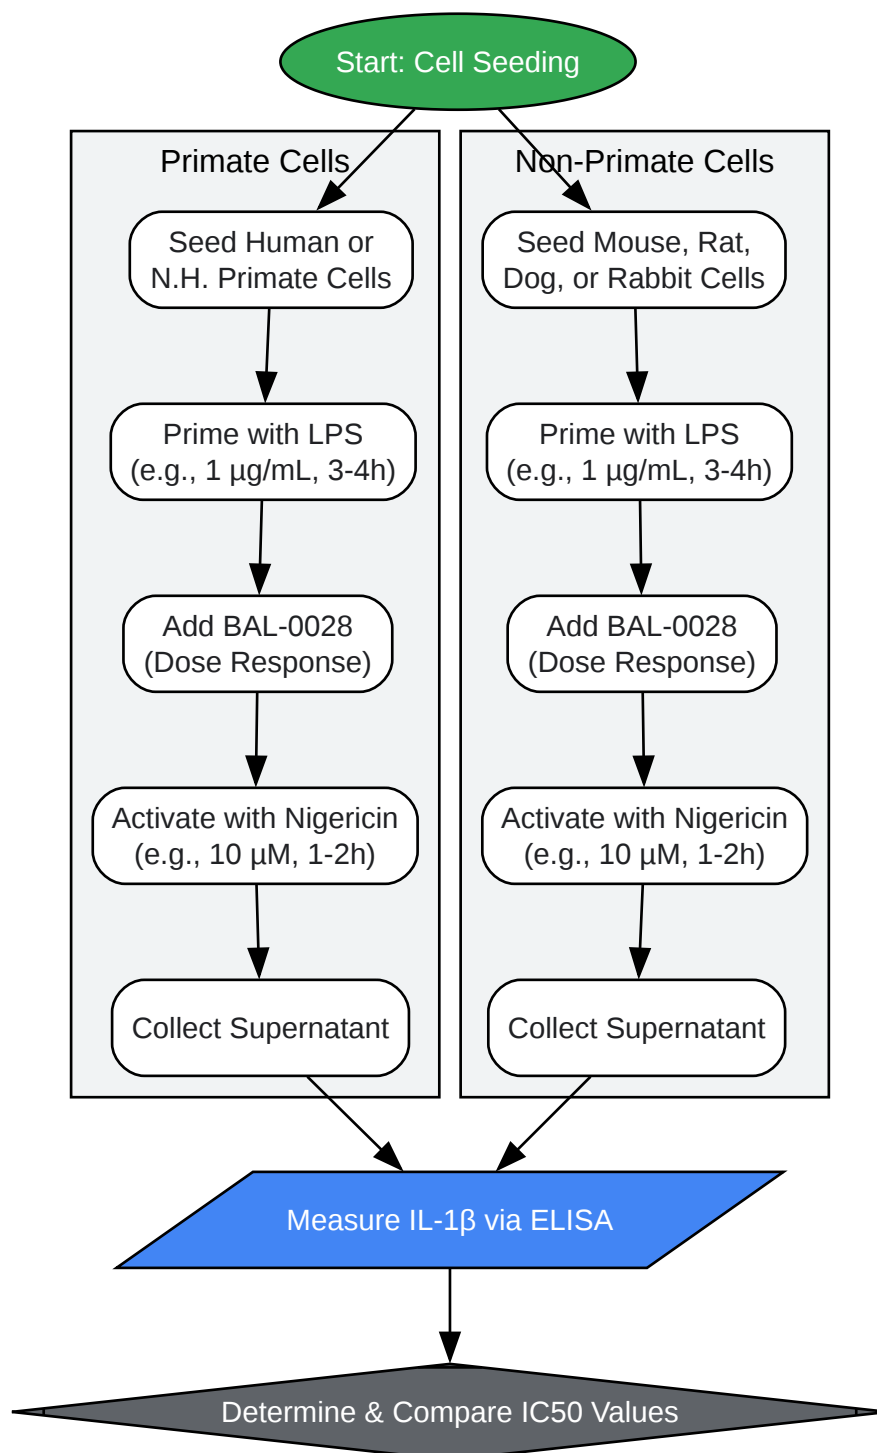 Start: Cell Seeding
Primate Cells
Seed Human or
N.H. Primate Cells
Prime with LPS
(e.g., 1 µg/mL, 3-4h)
Add BAL-0028
(Dose Response)
Activate with Nigericin
(e.g., 10 µM, 1-2h)
Collect Supernatant
Non-Primate Cells
Seed Mouse, Rat,
Dog, or Rabbit Cells
Prime with LPS
(e.g., 1 µg/mL, 3-4h)
Add BAL-0028
(Dose Response)
Activate with Nigericin
(e.g., 10 µM, 1-2h)
Collect Supernatant
Measure IL-1β via ELISA
Determine & Compare IC50 Values